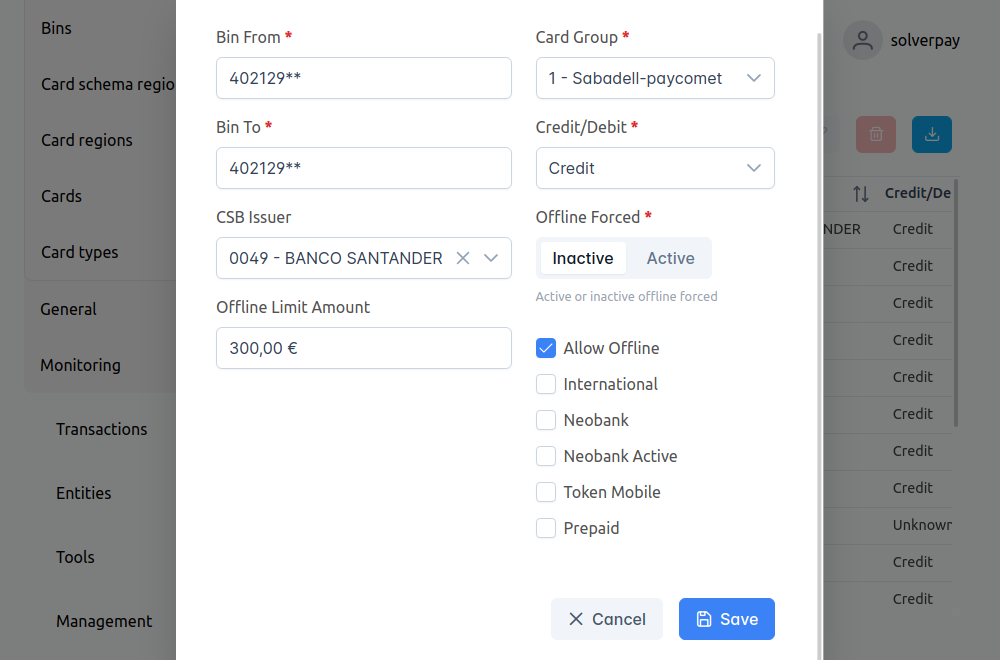 Bins
Card schema regio
Card regions
Cards
Card types
General
Monitoring
Transactions
Entities
Tools
Management
Bin From *
402129**
Bin To *
402129**
CSB Issuer
0049 - BANCO SANTANDER
Offline Limit Amount
300,00 €
Card Group *
1 - Sabadell-paycomet
Credit/Debit *
Credit
Offline Forced *
Inactive Active
Active or inactive offline forced
Allow Offline
International
Neobank
Neobank Active
Token Mobile
Prepaid
Cancel Save
solverpay
Credit/De
NDER Credit
Credit
Credit
Credit
Credit
Credit
Credit
Credit
Unknown
Credit
Credit